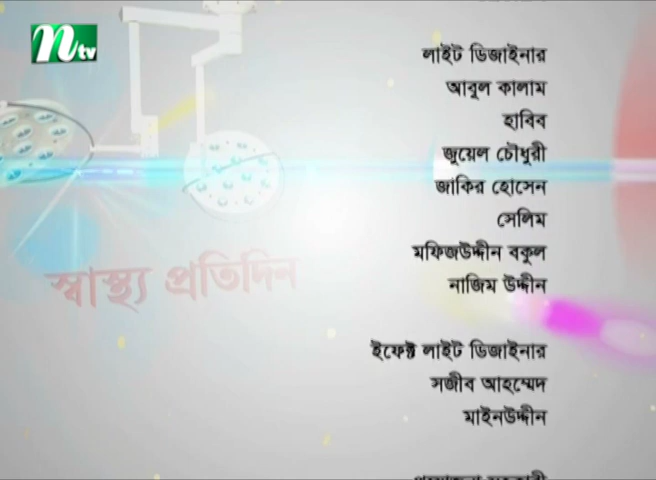 ntv
লাইট ডিজাইনার
আবুল কালাম
হাবিব
জুয়েল চৌধুরী
জাকির হোসেন
সেলিম
মফিজউদ্দীন বকুল
নাজিম উদ্দীন
স্বাস্থ্য প্রতিদিন
ইফেক্ট লাইট ডিজাইনার
সজীব আহম্মেদ
মাইনউদ্দীন